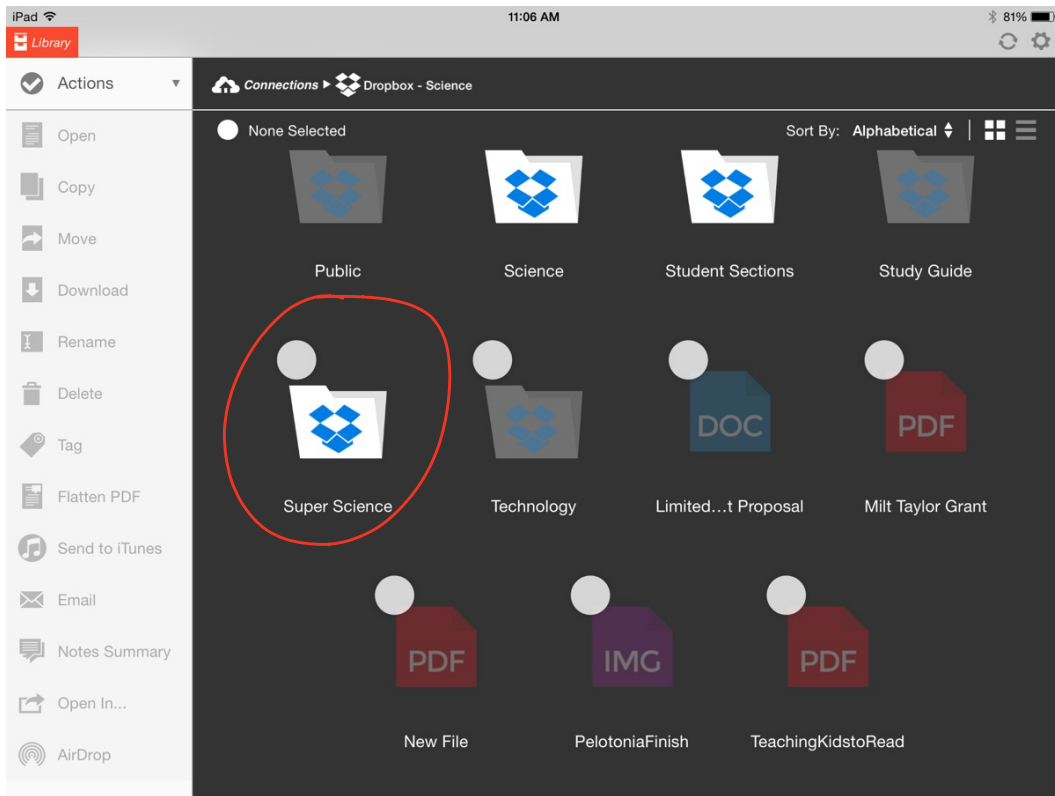 iPad 11:06 AM 81%
Library
Actions ▼ Connections ▶ Dropbox - Science
None Selected Sort By: Alphabetical
Open
Copy
Move
Download
Rename
Delete
Tag
Flatten PDF
Send to iTunes
Email
Notes Summary
Open In...
AirDrop
Public Science Student Sections Study Guide
DOC PDF
Super Science Technology Limited...t Proposal Milt Taylor Grant
PDF IMG PDF
New File PelotoniaFinish TeachingKidstoRead